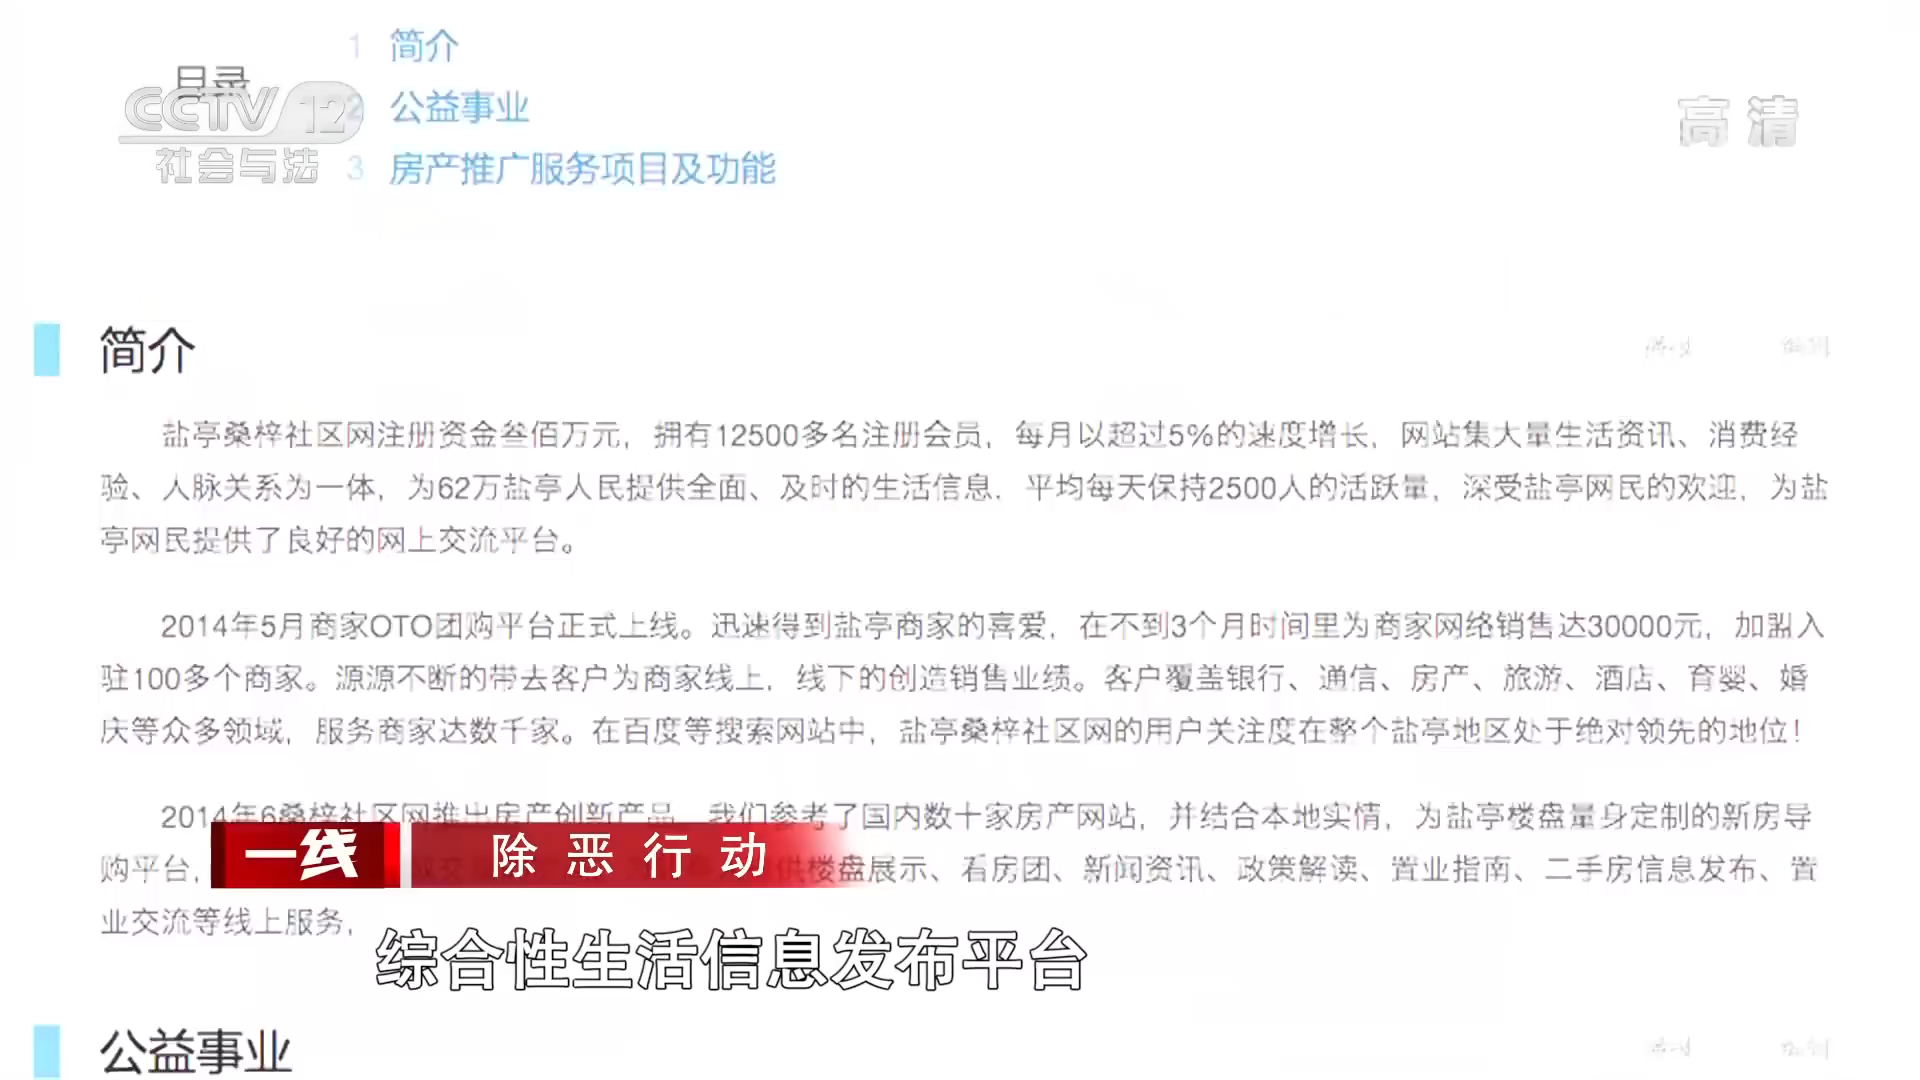 目录
1 简介
2 公益事业
3 房产推广服务项目及功能
CCTV 12
社会与法
高清
简介
盐亭桑梓社区网注册资金叁佰万元，拥有12500多名注册会员，每月以超过5%的速度增长，网站集大量生活资讯、消费经
验、人脉关系为一体，为62万盐亭人民提供全面、及时的生活信息．平均每天保持2500人的活跃量，深受盐亭网民的欢迎，为盐
亭网民提供了良好的网上交流平台。
2014年5月商家OTO团购平台正式上线。迅速得到盐亭商家的喜爱，在不到3个月时间里为商家网络销售达30000元，加盟入
驻100多个商家。源源不断的带去客户为商家线上，线下的创造销售业绩。客户覆盖银行、通信、房产、旅游、酒店、育婴、婚
庆等众多领域，服务商家达数千家。在百度等搜索网站中，盐亭桑梓社区网的用户关注度在整个盐亭地区处于绝对领先的地位！
2014年6桑梓社区网推出房产创新产品，我们参考了国内数十家房产网站，并结合本地实情，为盐亭楼盘量身定制的新房导
购平台，供楼盘展示、看房团、新闻资讯、政策解读、置业指南、二手房信息发布、置
业交流等线上服务，
一线 除恶行动
综合性生活信息发布平台
公益事业